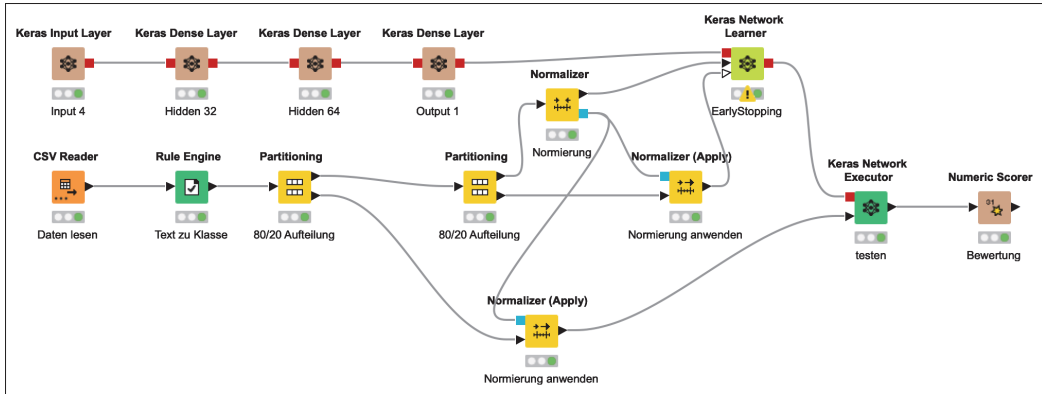 Keras Input Layer
Keras Dense Layer
Keras Dense Layer
Keras Dense Layer
Keras Network
Learner
Input 4
Hidden 32
Hidden 64
Output 1
EarlyStopping
Normalizer
Normierung
CSV Reader
Rule Engine
Partitioning
Partitioning
Normalizer (Apply)
Keras Network
Executor
Numeric Scorer
Daten lesen
Text zu Klasse
80/20 Aufteilung
80/20 Aufteilung
Normierung anwenden
testen
Bewertung
Normalizer (Apply)
Normierung anwenden